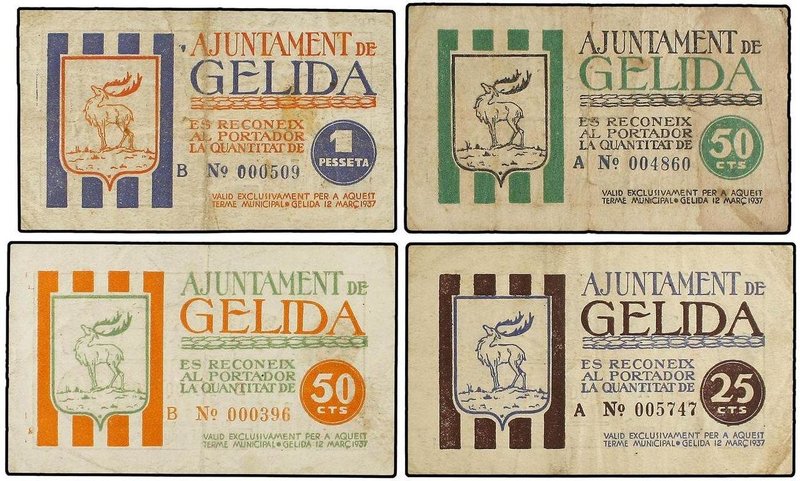 AJUNTAMENT DE
GELIDA
ES RECONEIX
AL PORTADOR
LA QUANTITAT DE
1
PESSETA
B Nº 000509
VALID EXCLUSIVAMENT PER A AQUEST
TERME MUNICIPAL • GELIDA 12 MARÇ 1937
AJUNTAMENT DE
GELIDA
ES RECONEIX
AL PORTADOR
LA QUANTITAT DE
50
CTS
A Nº 004860
VALID EXCLUSIVAMENT PER A AQUEST
TERME MUNICIPAL • GELIDA 12 MARÇ 1937
AJUNTAMENT DE
GELIDA
ES RECONEIX
AL PORTADOR
LA QUANTITAT DE
50
CTS
B Nº 000396
VALID EXCLUSIVAMENT PER A AQUEST
TERME MUNICIPAL • GELIDA 12 MARÇ 1937
AJUNTAMENT DE
GELIDA
ES RECONEIX
AL PORTADOR
LA QUANTITAT DE
25
CTS
A Nº 005747
VALID EXCLUSIVAMENT PER A AQUEST
TERME MUNICIPAL • GELIDA 12 MARÇ 1937